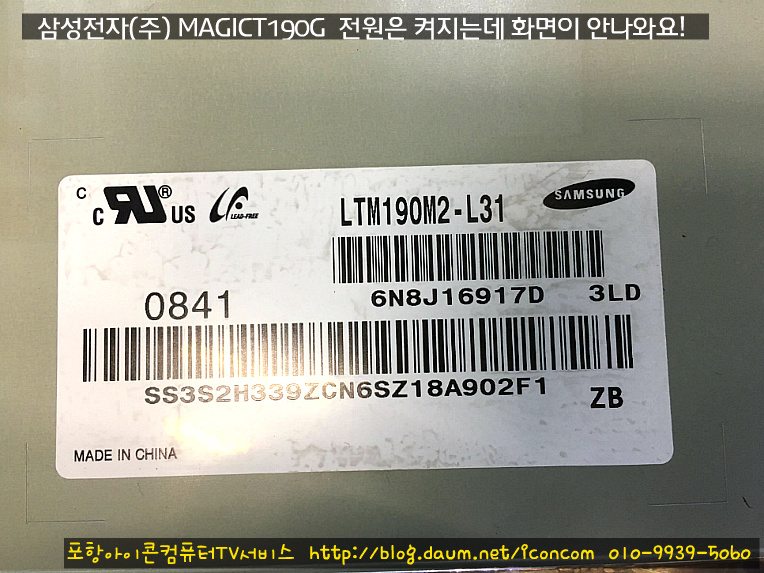 삼성전자(주) MAGICT190G 전원은 켜지는데 화면이 안나와요!
C
c RU® US LEAD-FREE LTM190M2-L31 SAMSUNG
0841 6N8J16917D 3LD
SS3S2H339ZCN6SZ18A902F1 ZB
MADE IN CHINA
포항아이콘컴퓨터TV서비스 http://blog.daum.net/iconcom 010-9939-5060